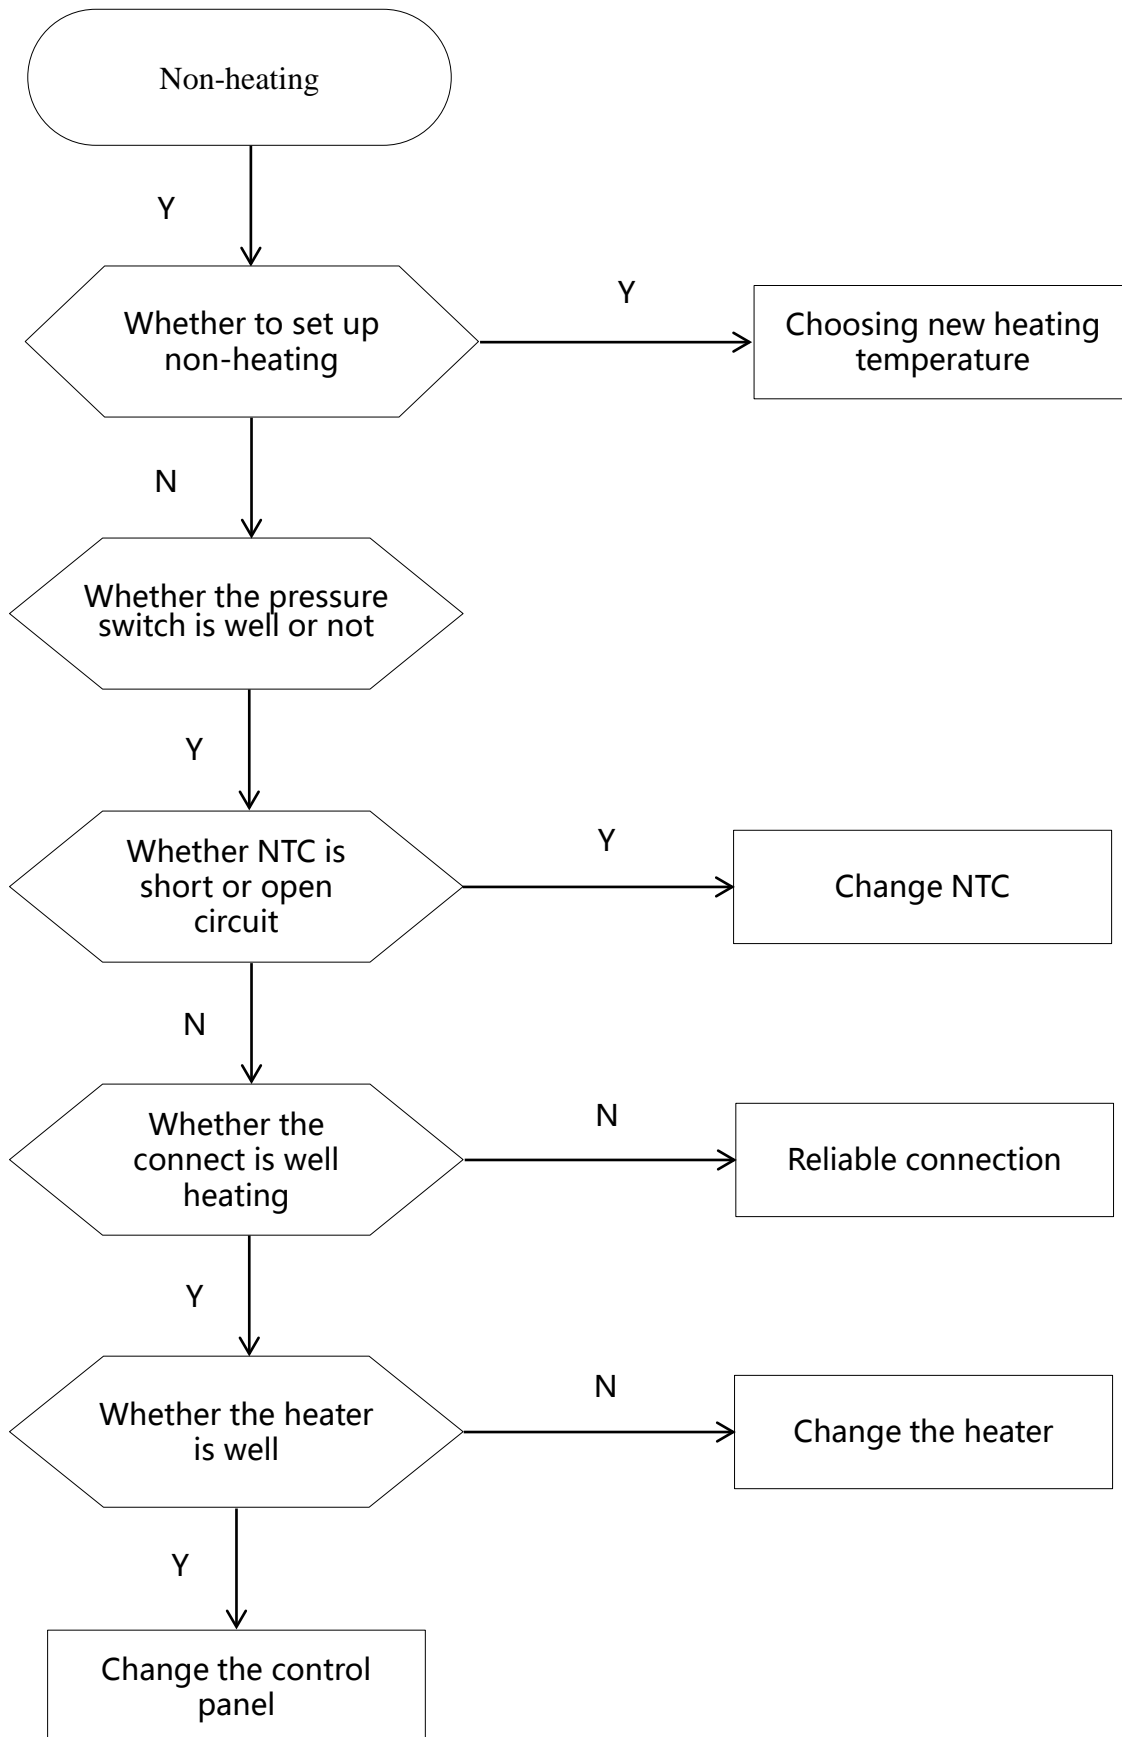 Non-heating
Y
Whether to set up
non-heating
Y
Choosing new heating
temperature
N
Whether the pressure
switch is well or not
Y
Whether NTC is
short or open
circuit
Y
Change NTC
N
Whether the
connect is well
heating
N
Reliable connection
Y
Whether the heater
is well
N
Change the heater
Y
Change the control
panel